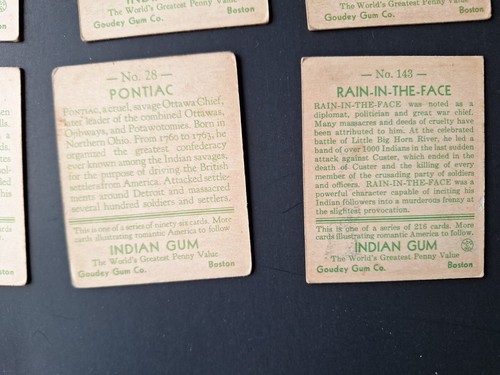 INDIAN GUM
The World's Greatest Penny Value
Goudey Gum Co. Boston
The World's Greatest Penny Value
Goudey Gum Co. Boston
— No. 28 —
PONTIAC
PONTIAC, a cruel, savage Ottawa Chief,
later leader of the combined Ottawas,
Ojibways, and Potawotomies. Born in
Northern Ohio. From 1760 to 1763, he
organized the greatest confederacy
ever known among the Indian savages,
for the purpose of driving the British
settlers from America. Attacked settle-
ments around Detroit and massacred
several hundred soldiers and settlers.
This is one of a series of ninety six cards. More
cards illustrating romantic America to follow.
INDIAN GUM
The World's Greatest Penny Value
Goudey Gum Co. Boston
— No. 143 —
RAIN-IN-THE-FACE
RAIN-IN-THE-FACE was noted as a
diplomat, politician and great war chief.
Many massacres and deeds of cruelty have
been attributed to him. At the celebrated
battle of Little Big Horn River, he led a
band of over 1000 Indians in the last sudden
attack against Custer, which ended in the
death of Custer and the killing of every
member of the crusading party of soldiers
and officers. RAIN-IN-THE-FACE was a
powerful character capable of inciting his
Indian followers into a murderous frenzy at
the slightest provocation.
This is one of a series of 216 cards. More
cards illustrating romantic America to follow.
INDIAN GUM
The World's Greatest Penny Value
Goudey Gum Co. Boston